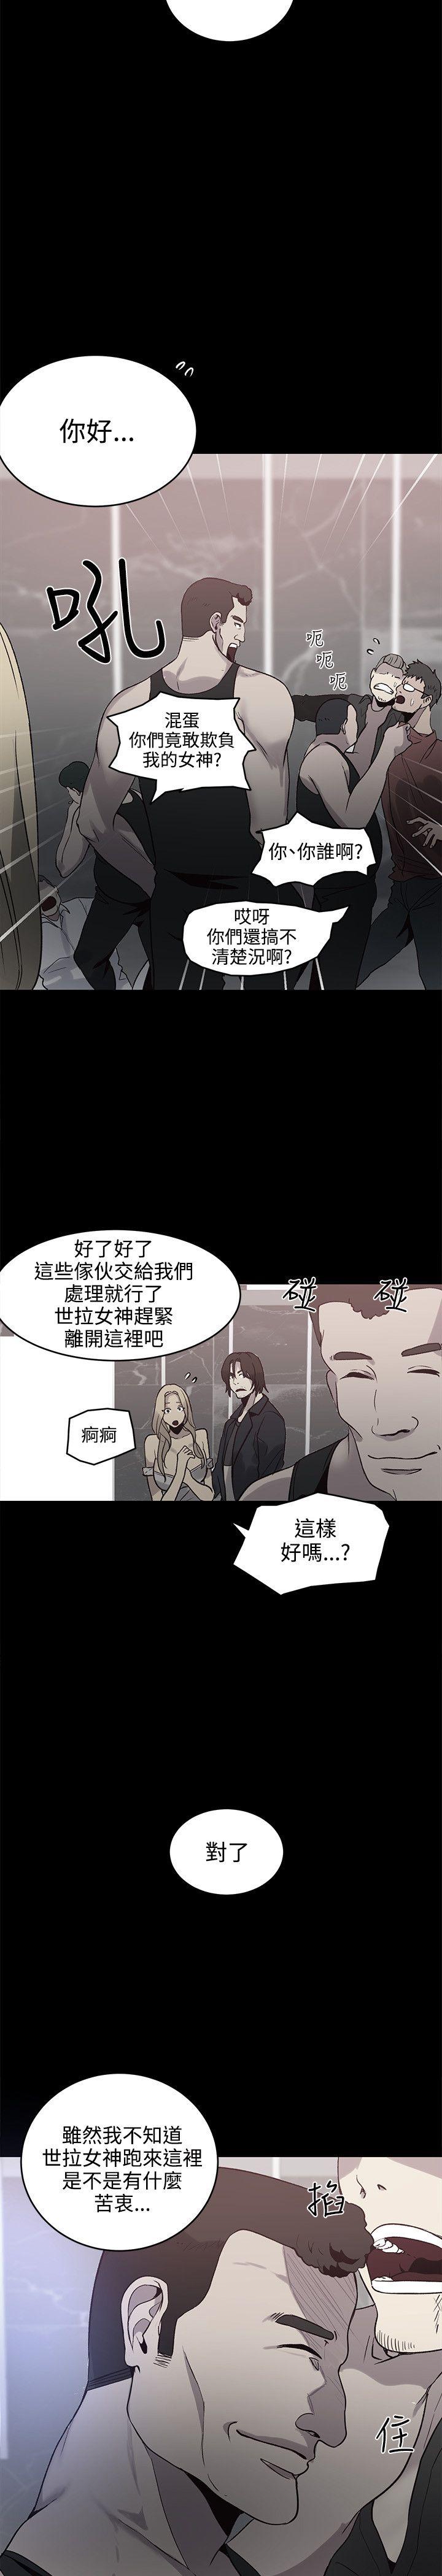 你好…
吼
呃
呃
呃
混蛋
你們竟敢欺負
我的女神?
你、你誰啊?
哎呀
你們還搞不
清楚況啊?
好了好了
這些傢伙交給我們
處理就行了
世拉女神趕緊
離開這裡吧
碰
碰
痾痾
這樣
好嗎…?
對了
雖然我不知道
世拉女神跑來這裡
是不是有什麼
苦衷…
掐
住